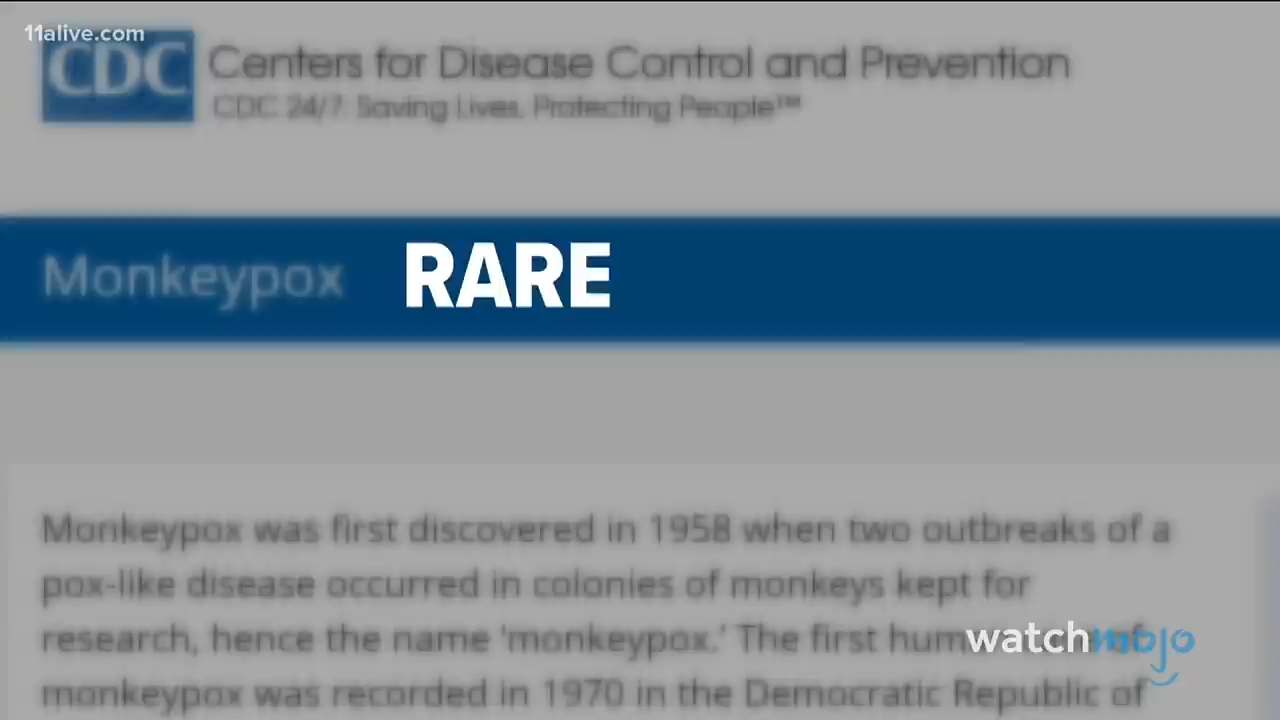 11alive.com
CDC Centers for Disease Control and Prevention
CDC 24/7: Saving Lives, Protecting People™
Monkeypox RARE
Monkeypox was first discovered in 1958 when two outbreaks of a
pox-like disease occurred in colonies of monkeys kept for
research, hence the name 'monkeypox.' The first of
watchmojo
monkeypox was recorded in 1970 in the Democratic Republic of